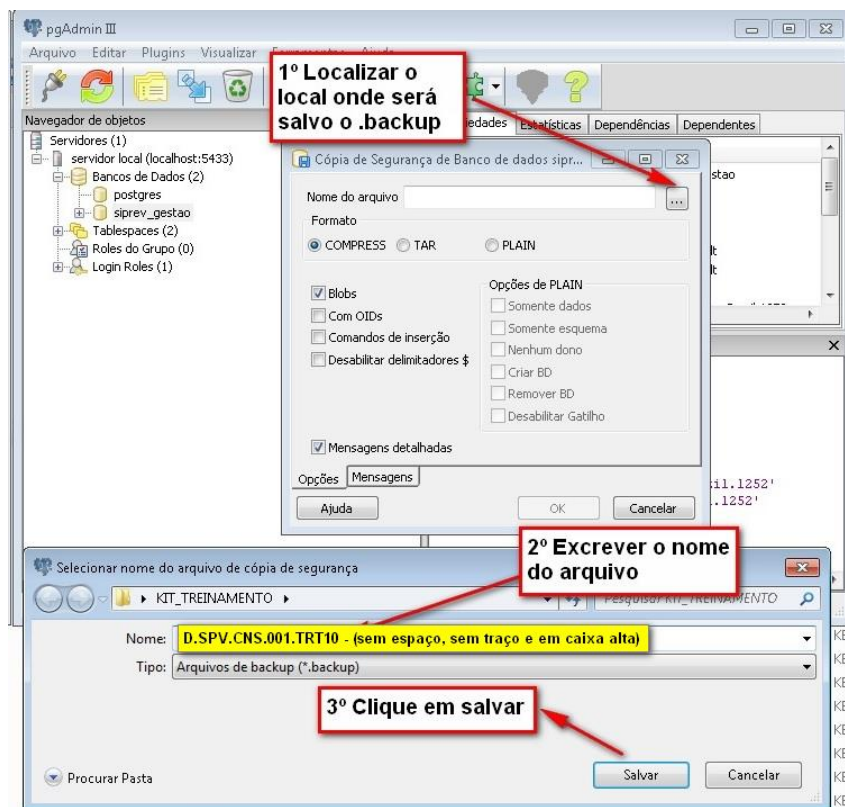 pgAdmin III
Arquivo Editar Plugins Visualizar
1º Localizar o
local onde será
salvo o .backup
Navegador de objetos
Estatísticas Dependências Dependentes
Servidores (1)
servidor local (localhost:5433)
Bancos de Dados (2)
postgres
siprev_gestao
Tablespaces (2)
Roles do Grupo (0)
Login Roles (1)
Cópia de Segurança de Banco de dados sipr...
Nome do arquivo
...
Formato
COMPRESS TAR PLAIN
Blobs
Com OIDs
Comandos de inserção
Desabilitar delimitadores $
Opções de PLAIN
Somente dados
Somente esquema
Nenhum dono
Criar BD
Remover BD
Desabilitar Gatilho
Mensagens detalhadas
Opções Mensagens
Ajuda OK Cancelar
il.1252'
.1252'
2º Excrever o nome
do arquivo
Selecionar nome do arquivo de cópia de segurança
KIT_TREINAMENTO
Pesquisar KIT_TREINAMENTO
Nome: D.SPV.CNS.001.TRT10 - (sem espaço, sem traço e em caixa alta)
Tipo: Arquivos de backup (*.backup)
3º Clique em salvar
Procurar Pasta
Salvar Cancelar